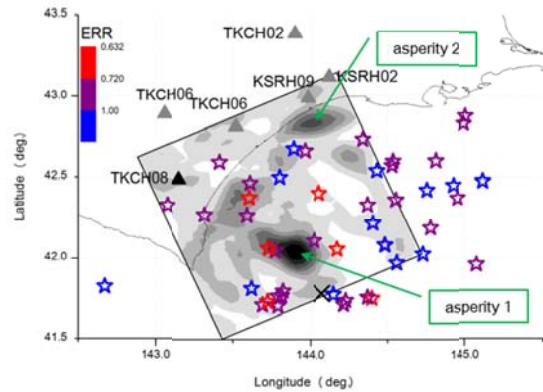 ERR
0.632
0.720
1.00
TKCH02
asperity 2
KSRH09
KSRH02
TKCH06
TKCH06
TKCH08
asperity 1
43.5
43.0
42.5
42.0
41.5
Latitude (deg.)
143.0
144.0
145.0
Longitude (deg.)